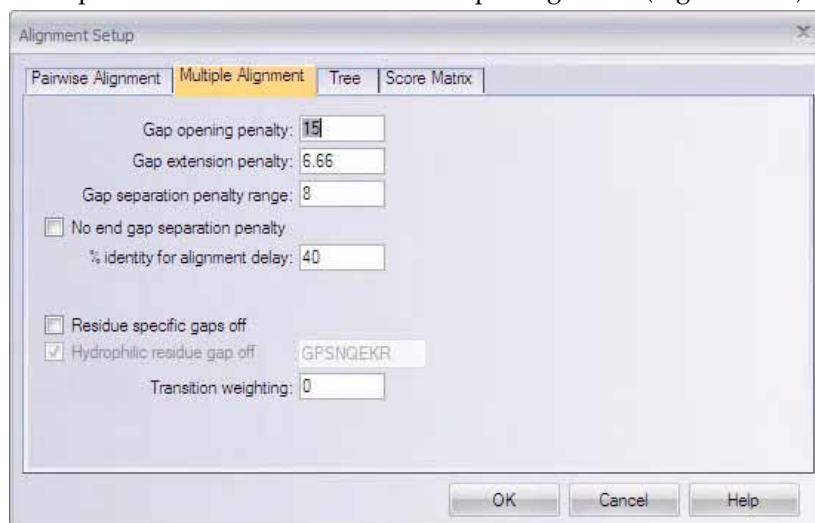 Alignment Setup
Pairwise Alignment Multiple Alignment Tree Score Matrix
Gap opening penalty: 15
Gap extension penalty: 6.66
Gap separation penalty range: 8
No end gap separation penalty
% identity for alignment delay: 40
Residue specific gaps off
Hydrophilic residue gap off GPSNQEKR
Transition weighting: 0
OK Cancel Help